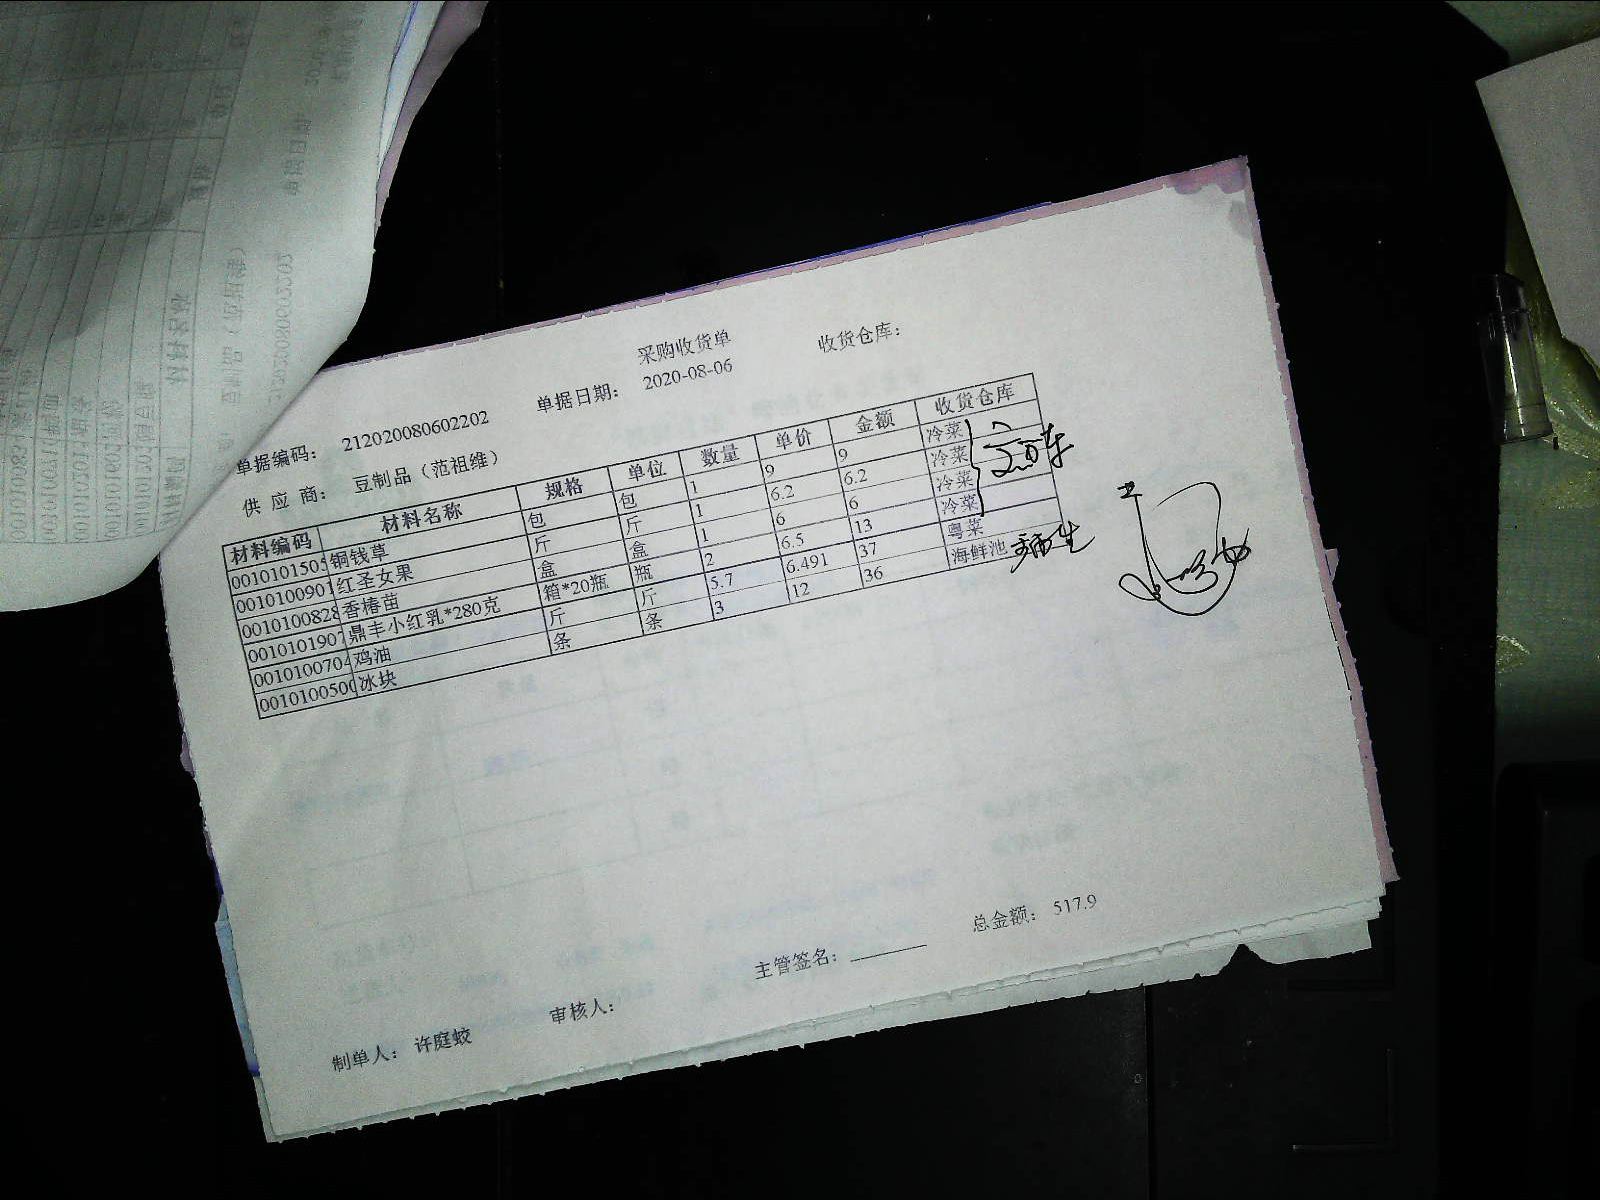 采购收货单
收货仓库：
单据编码： 212020080602202 单据日期： 2020-08-06
供 应 商： 豆制品（范祖维）
材料编码 材料名称 规格 单位 数量 单价 金额 收货仓库
0010101505 铜钱草 包 包 1 9 9 冷菜
001010090 红圣女果 斤 斤 1 6.2 6.2 冷菜
0010100828 香椿苗 盒 盒 1 6 6 冷菜
001010190 鼎丰小红乳*280克 箱*20瓶 瓶 2 6.5 13 冷菜
001010070 鸡油 斤 斤 5.7 6.491 37 粤菜
001010050 冰块 条 条 3 12 36 海鲜池
总金额： 517.9
主管签名：
审核人：
制单人： 许庭蛟